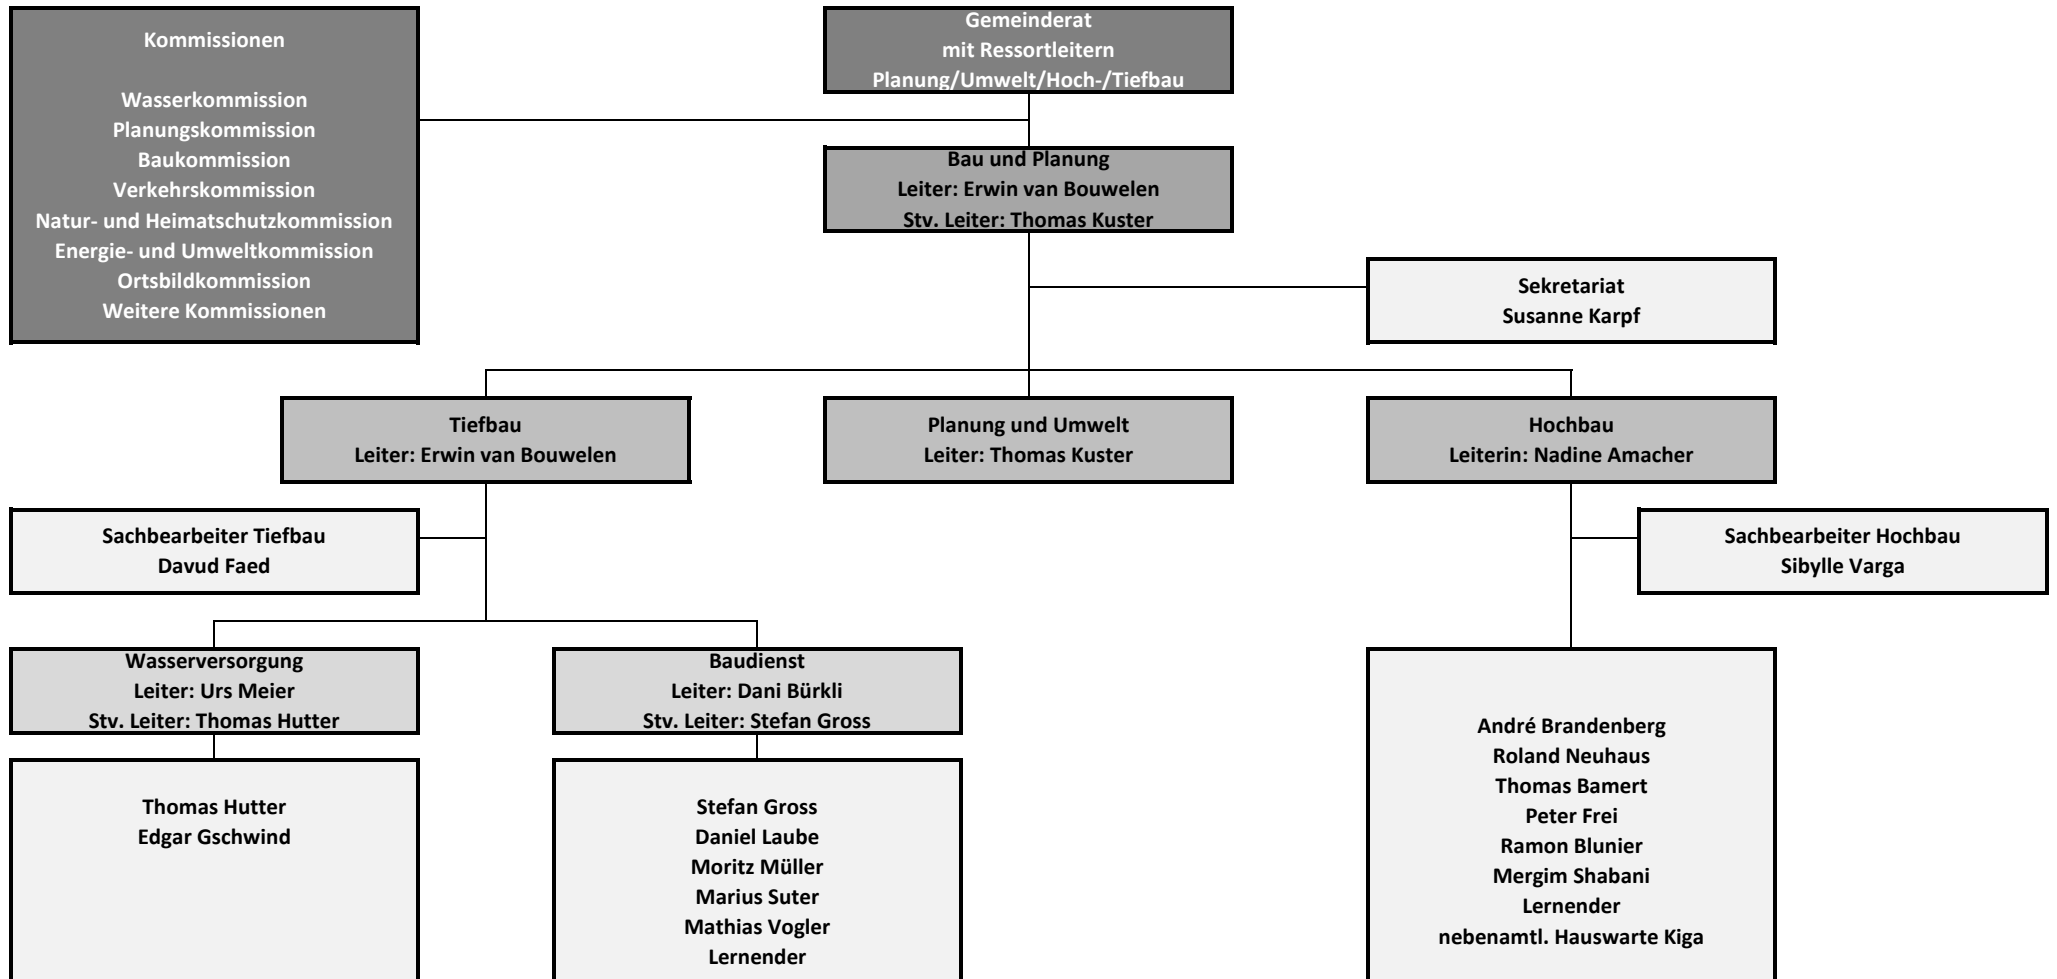 Kommissionen
Wasserkommission
Planungskommission
Baukommission
Verkehrskommission
Natur- und Heimatschutzkommission
Energie- und Umweltkommission
Ortsbildkommission
Weitere Kommissionen
Gemeinderat
mit Ressortleitern
Planung/Umwelt/Hoch-/Tiefbau
Bau und Planung
Leiter: Erwin van Bouwelen
Stv. Leiter: Thomas Kuster
Sekretariat
Susanne Karpf
Tiefbau
Leiter: Erwin van Bouwelen
Planung und Umwelt
Leiter: Thomas Kuster
Hochbau
Leiterin: Nadine Amacher
Sachbearbeiter Tiefbau
Davud Faed
Sachbearbeiter Hochbau
Sibylle Varga
Wasserversorgung
Leiter: Urs Meier
Stv. Leiter: Thomas Hutter
Baudienst
Leiter: Dani Bürkli
Stv. Leiter: Stefan Gross
Thomas Hutter
Edgar Gschwind
Stefan Gross
Daniel Laube
Moritz Müller
Marius Suter
Mathias Vogler
Lernender
André Brandenberg
Roland Neuhaus
Thomas Bamert
Peter Frei
Ramon Blunier
Mergim Shabani
Lernender
nebenamtl. Hauswarte Kiga